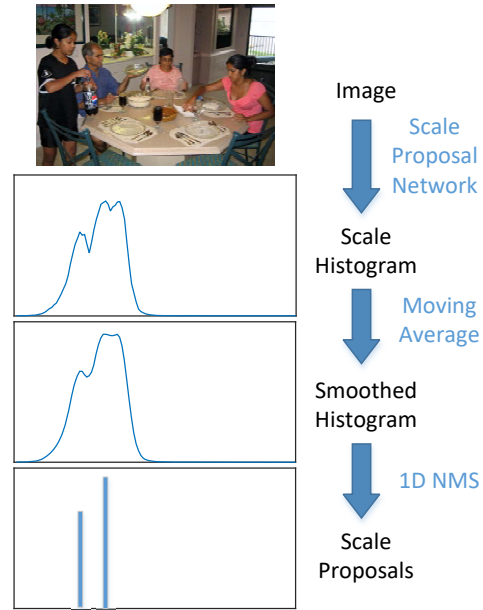 Image
Scale
Proposal
Network
Scale
Histogram
Moving
Average
Smoothed
Histogram
1D NMS
Scale
Proposals